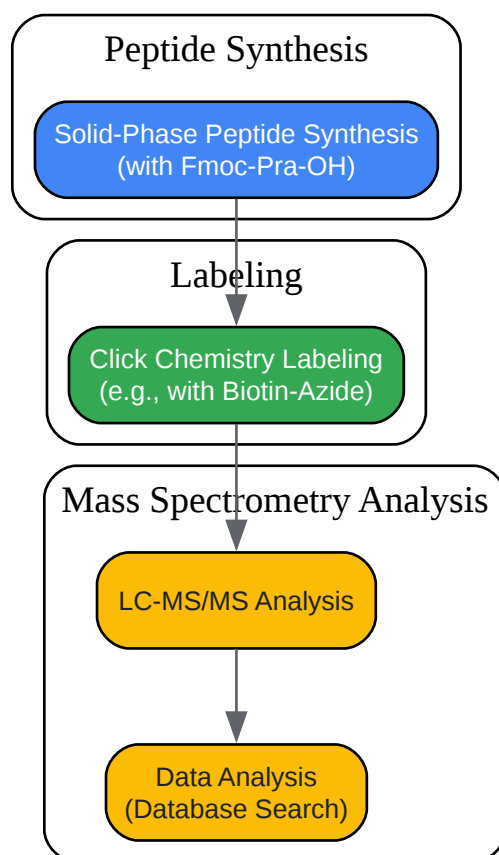 Peptide Synthesis
Solid-Phase Peptide Synthesis
(with Fmoc-Pra-OH)
Labeling
Click Chemistry Labeling
(e.g., with Biotin-Azide)
Mass Spectrometry Analysis
LC-MS/MS Analysis
Data Analysis
(Database Search)